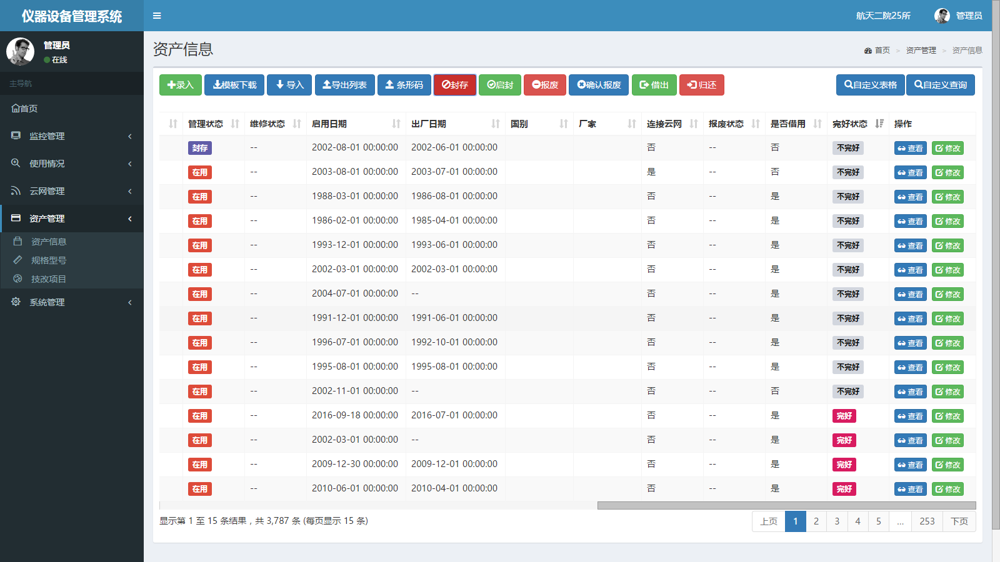 仪器设备管理系统
航天二院25所
管理员
管理员
在线
主导航
首页
监控管理
使用情况
云网管理
资产管理
资产信息
规格型号
技改项目
系统管理
资产信息
首页 > 资产管理 > 资产信息
录入 模板下载 导入 导出列表 条形码 封存 启封 报废 确认报废 借出 归还 自定义表格 自定义查询
管理状态 维修状态 启用日期 出厂日期 国别 厂家 连接云网 报废状态 是否借用 完好状态 操作
封存 -- 2002-08-01 00:00:00 2002-06-01 00:00:00 否 -- 否 不完好 查看 修改
在用 -- 2003-08-01 00:00:00 2003-07-01 00:00:00 是 -- 否 不完好 查看 修改
在用 -- 1988-03-01 00:00:00 1986-08-01 00:00:00 否 -- 是 不完好 查看 修改
在用 -- 1986-02-01 00:00:00 1985-04-01 00:00:00 否 -- 是 不完好 查看 修改
在用 -- 1993-12-01 00:00:00 1993-06-01 00:00:00 否 -- 是 不完好 查看 修改
在用 -- 2002-03-01 00:00:00 2002-03-01 00:00:00 否 -- 是 不完好 查看 修改
在用 -- 2004-07-01 00:00:00 -- 否 -- 是 不完好 查看 修改
在用 -- 1991-12-01 00:00:00 1991-06-01 00:00:00 否 -- 是 不完好 查看 修改
在用 -- 1996-07-01 00:00:00 1992-10-01 00:00:00 否 -- 是 不完好 查看 修改
在用 -- 1995-08-01 00:00:00 1995-08-01 00:00:00 否 -- 是 不完好 查看 修改
在用 -- 2002-11-01 00:00:00 -- 否 -- 否 不完好 查看 修改
在用 -- 2016-09-18 00:00:00 2016-07-01 00:00:00 否 -- 是 完好 查看 修改
在用 -- 2002-03-01 00:00:00 -- 否 -- 是 完好 查看 修改
在用 -- 2009-12-30 00:00:00 2009-12-01 00:00:00 否 -- 是 完好 查看 修改
在用 -- 2010-06-01 00:00:00 2010-04-01 00:00:00 否 -- 是 完好 查看 修改
显示第 1 至 15 条结果，共 3,787 条 (每页显示 15 条)
上页 1 2 3 4 5 ... 253 下页